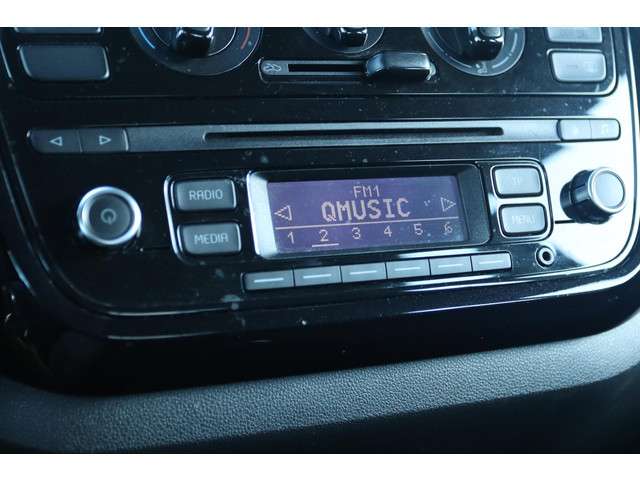 RADIO
MEDIA
FM1
QMUSIC
1 2 3 4 5. 6
TP
MENU